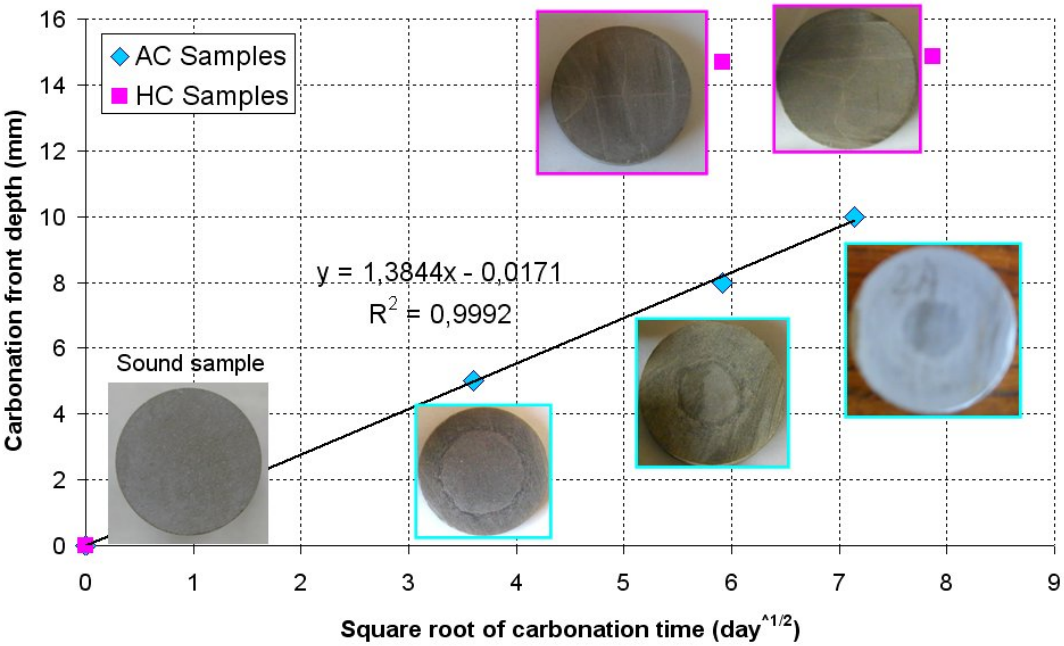 16
14
12
10
8
6
4
2
0
Carbonation front depth (mm)
AC Samples
HC Samples
y = 1,3844x - 0,0171
R² = 0,9992
Sound sample
2A
0 1 2 3 4 5 6 7 8 9
Square root of carbonation time (day^1/2)